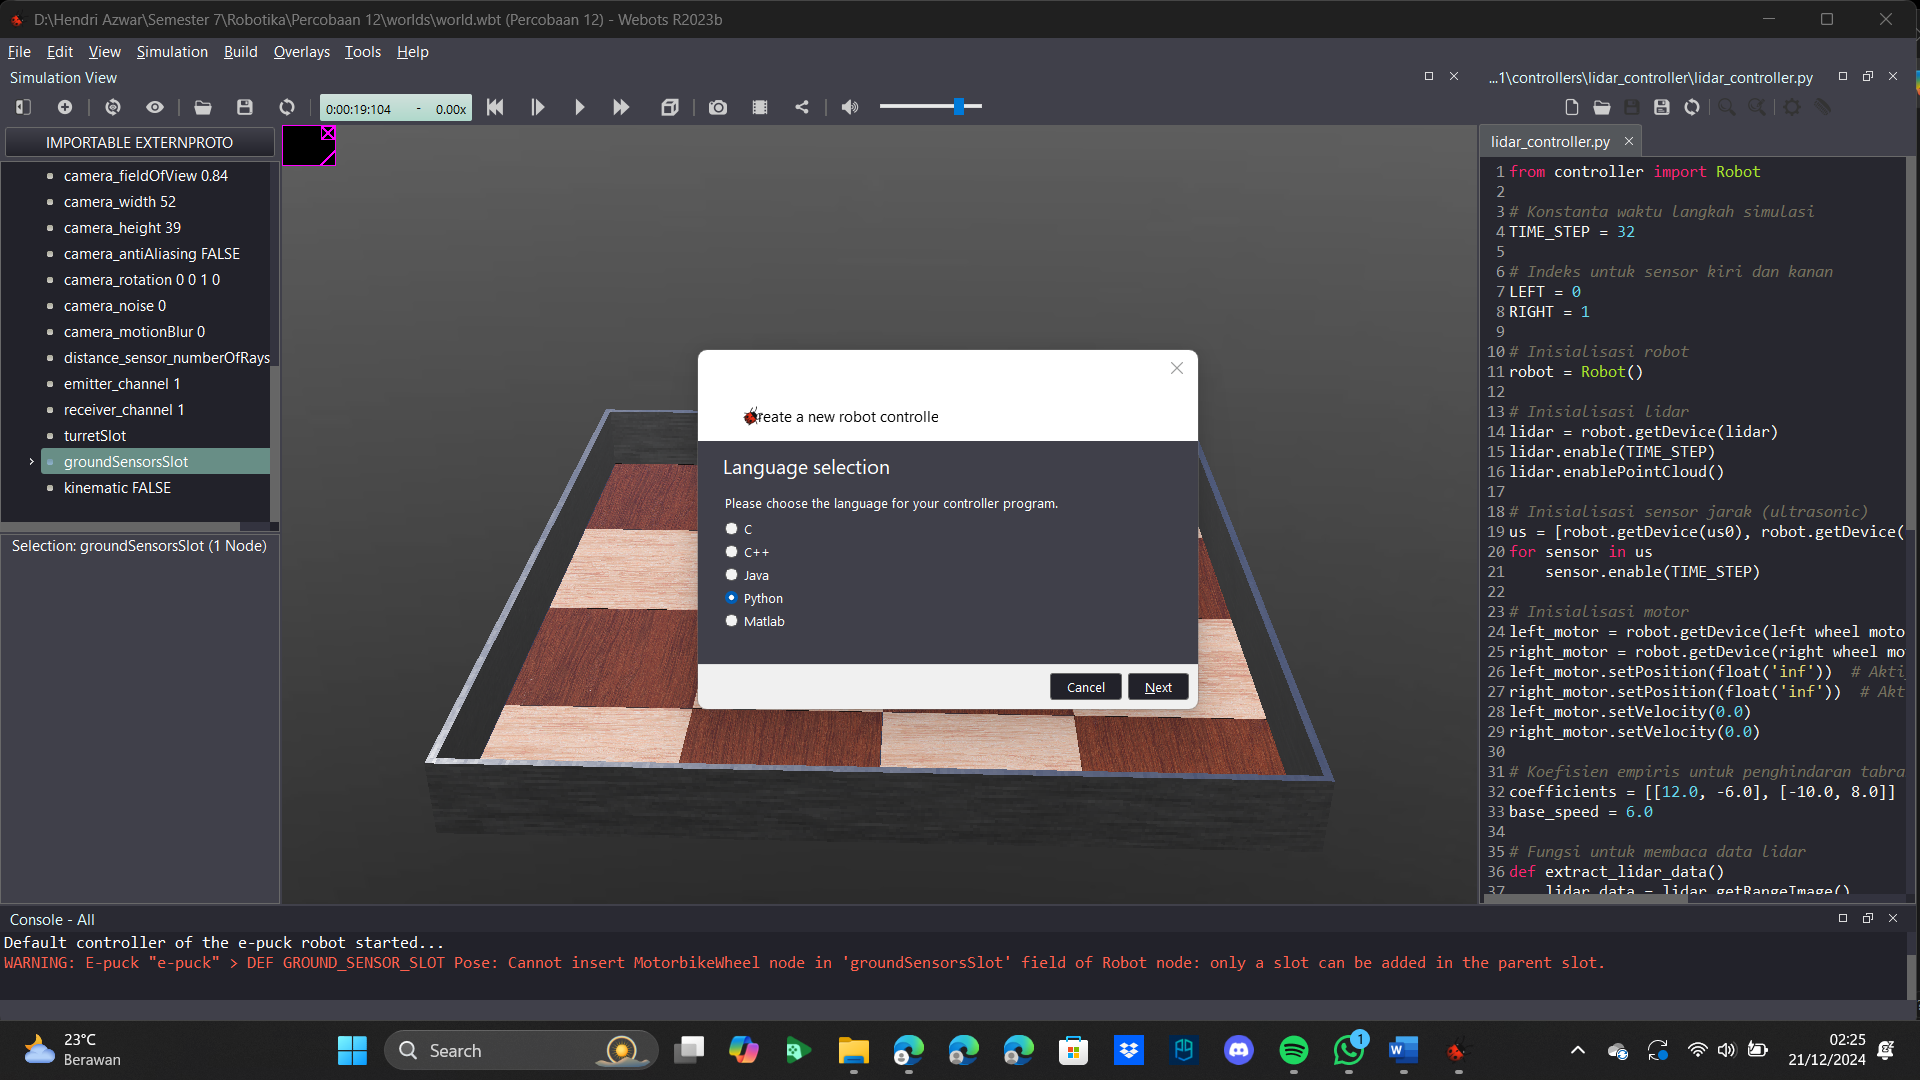 D:\Hendri Azwar\Semester 7\Robotika\Percobaan 12\worlds\world.wbt (Percobaan 12) - Webots R2023b
File Edit View Simulation Build Overlays Tools Help
Simulation View
...1\controllers\lidar_controller\lidar_controller.py
0:00:19:104 - 0.00x
IMPORTABLE EXTERNPROTO
camera_fieldOfView 0.84
camera_width 52
camera_height 39
camera_antiAliasing FALSE
camera_rotation 0 0 1 0
camera_noise 0
camera_motionBlur 0
distance_sensor_numberOfRays
emitter_channel 1
receiver_channel 1
turretSlot
groundSensorsSlot
kinematic FALSE
Selection: groundSensorsSlot (1 Node)
reate a new robot controlle
Language selection
Please choose the language for your controller program.
C
C++
Java
Python
Matlab
Cancel Next
lidar_controller.py
1 from controller import Robot
2
3 # Konstanta waktu langkah simulasi
4 TIME_STEP = 32
5
6 # Indeks untuk sensor kiri dan kanan
7 LEFT = 0
8 RIGHT = 1
9
10 # Inisialisasi robot
11 robot = Robot()
12
13 # Inisialisasi lidar
14 lidar = robot.getDevice(lidar)
15 lidar.enable(TIME_STEP)
16 lidar.enablePointCloud()
17
18 # Inisialisasi sensor jarak (ultrasonic)
19 us = [robot.getDevice(us0), robot.getDevice(
20 for sensor in us
21 sensor.enable(TIME_STEP)
22
23 # Inisialisasi motor
24 left_motor = robot.getDevice(left wheel moto
25 right_motor = robot.getDevice(right wheel mo
26 left_motor.setPosition(float('inf')) # Akti
27 right_motor.setPosition(float('inf')) # Akt
28 left_motor.setVelocity(0.0)
29 right_motor.setVelocity(0.0)
30
31 # Koefisien empiris untuk penghindaran tabra
32 coefficients = [[12.0, -6.0], [-10.0, 8.0]]
33 base_speed = 6.0
34
35 # Fungsi untuk membaca data lidar
36 def extract_lidar_data()
37 lidar_data = lidar.getRangeImage()
Console - All
Default controller of the e-puck robot started...
WARNING: E-puck "e-puck" > DEF GROUND_SENSOR_SLOT Pose: Cannot insert MotorbikeWheel node in 'groundSensorsSlot' field of Robot node: only a slot can be added in the parent slot.
23°C
Berawan
Search
1
02:25
21/12/2024